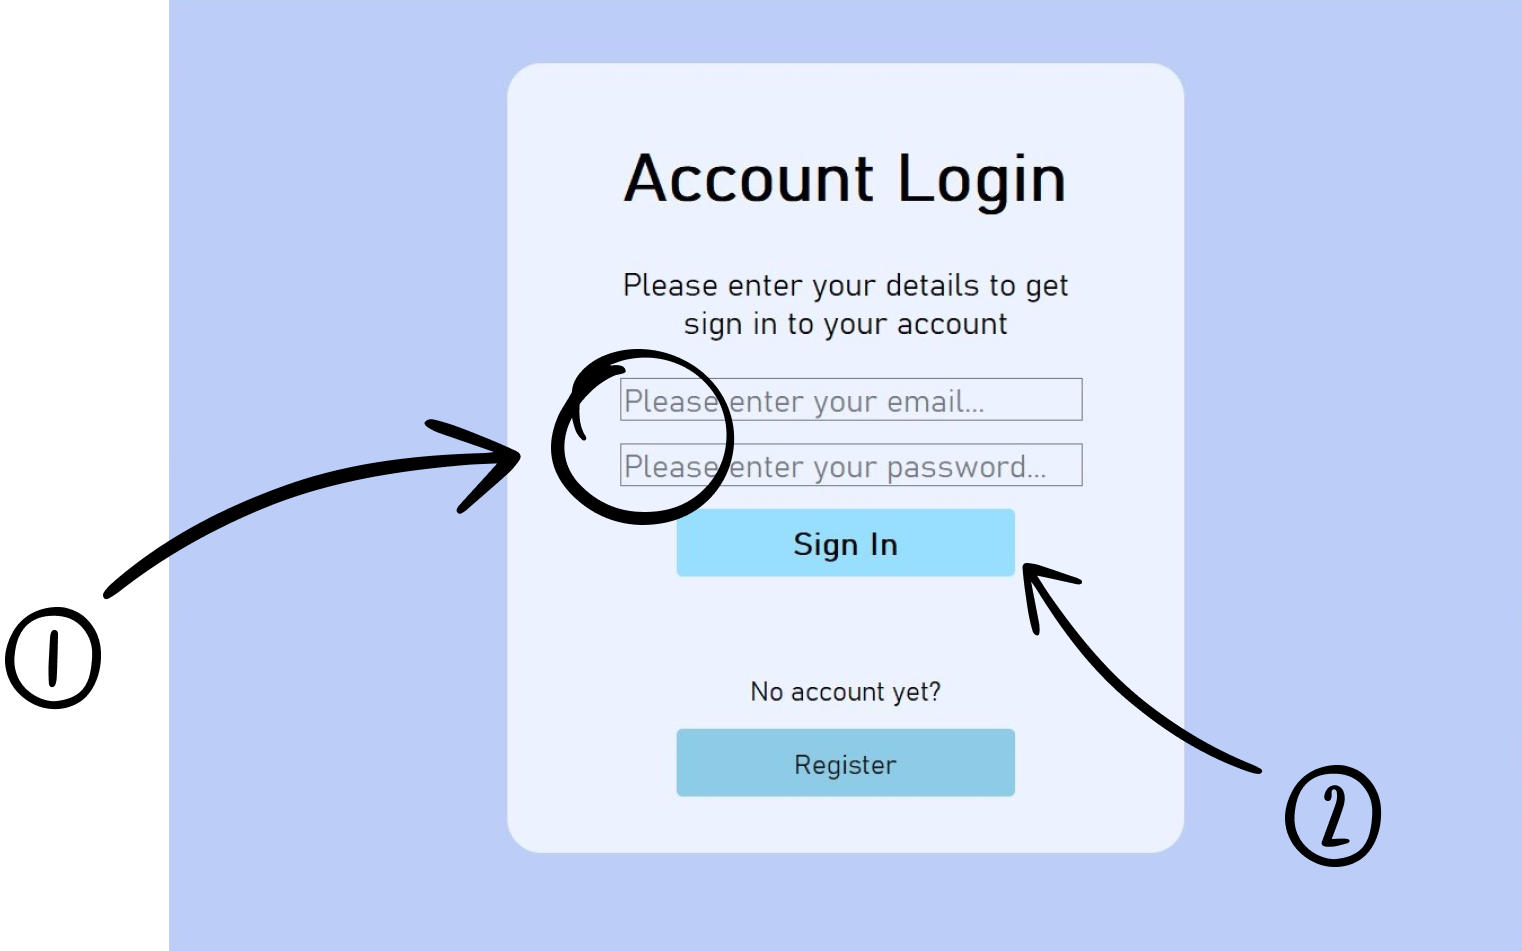 Account Login
Please enter your details to get
sign in to your account
Please enter your email...
Please enter your password...
Sign In
1
No account yet?
Register
2